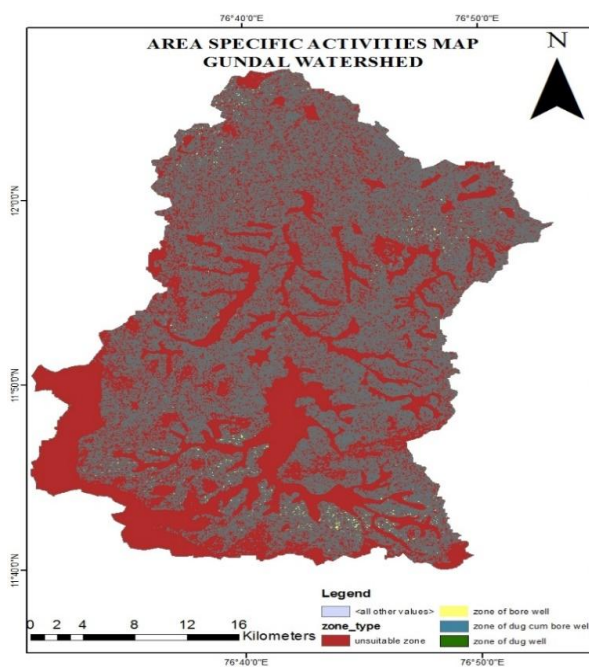 76°40'0"E 76°50'0"E
AREA SPECIFIC ACTIVITIES MAP
GUNDAL WATERSHED
N
12°0'0"N
11°50'0"N
11°40'0"N
Legend
<all other values>
zone_type
unsuitable zone
zone of bore well
zone of dug cum bore well
zone of dug well
0 2 4 8 12 16
Kilometers
76°40'0"E 76°50'0"E